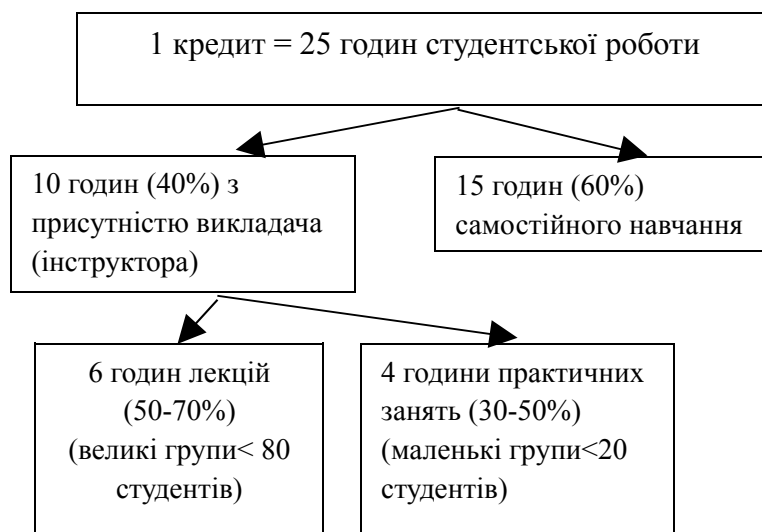 1 кредит = 25 годин студентської роботи
10 годин (40%) з
присутністю викладача
(інструктора)
15 годин (60%)
самостійного навчання
6 годин лекцій
(50-70%)
(великі групи< 80
студентів)
4 години практичних
занять (30-50%)
(маленькі групи<20
студентів)